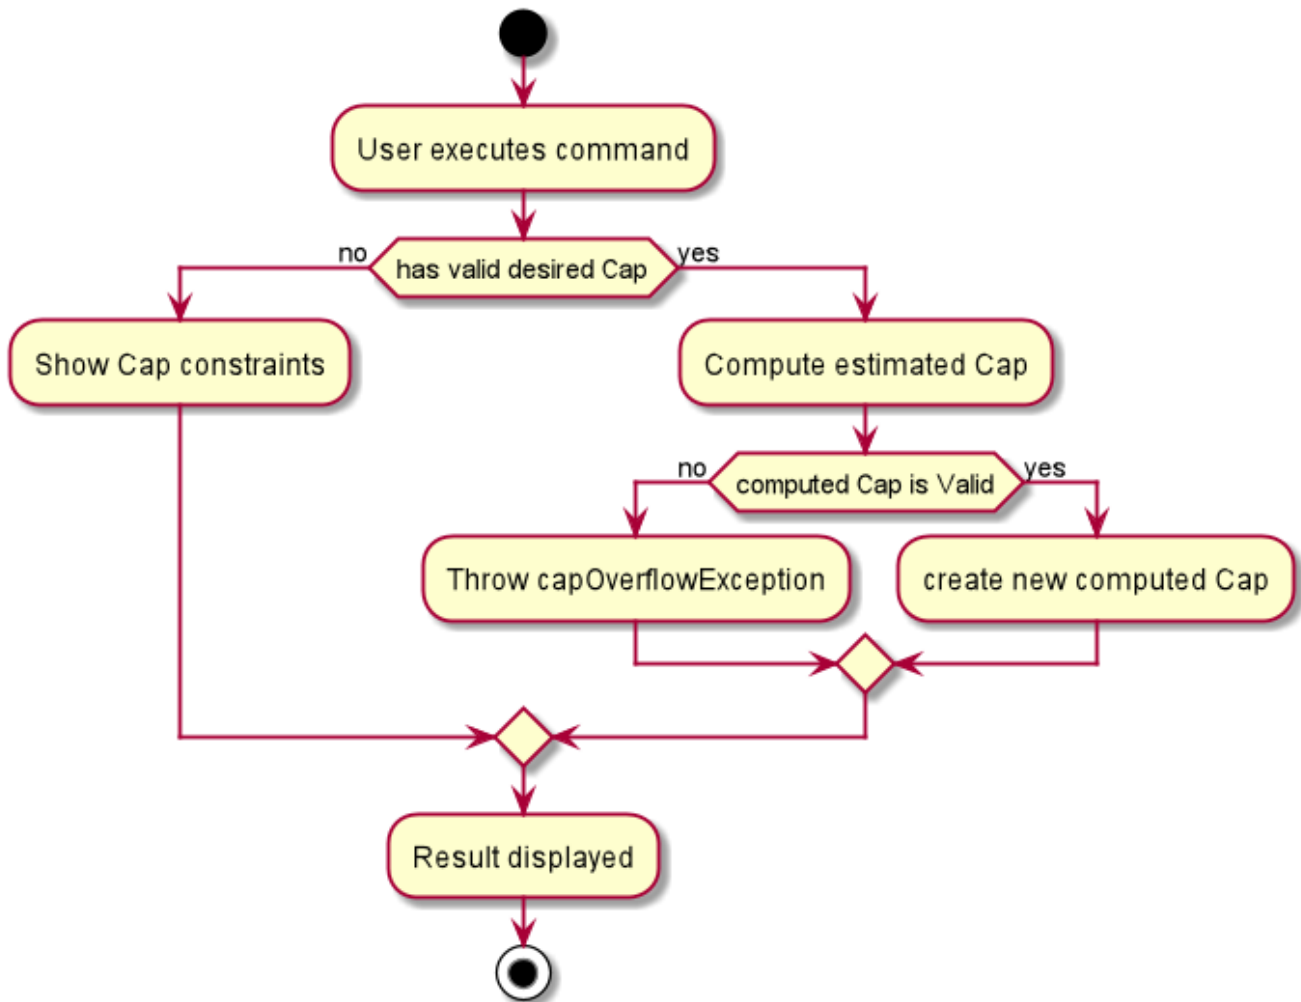 User executes command
no
has valid desired Cap
yes
Show Cap constraints
Compute estimated Cap
no
computed Cap is Valid
yes
Throw capOverflowException
create new computed Cap
Result displayed